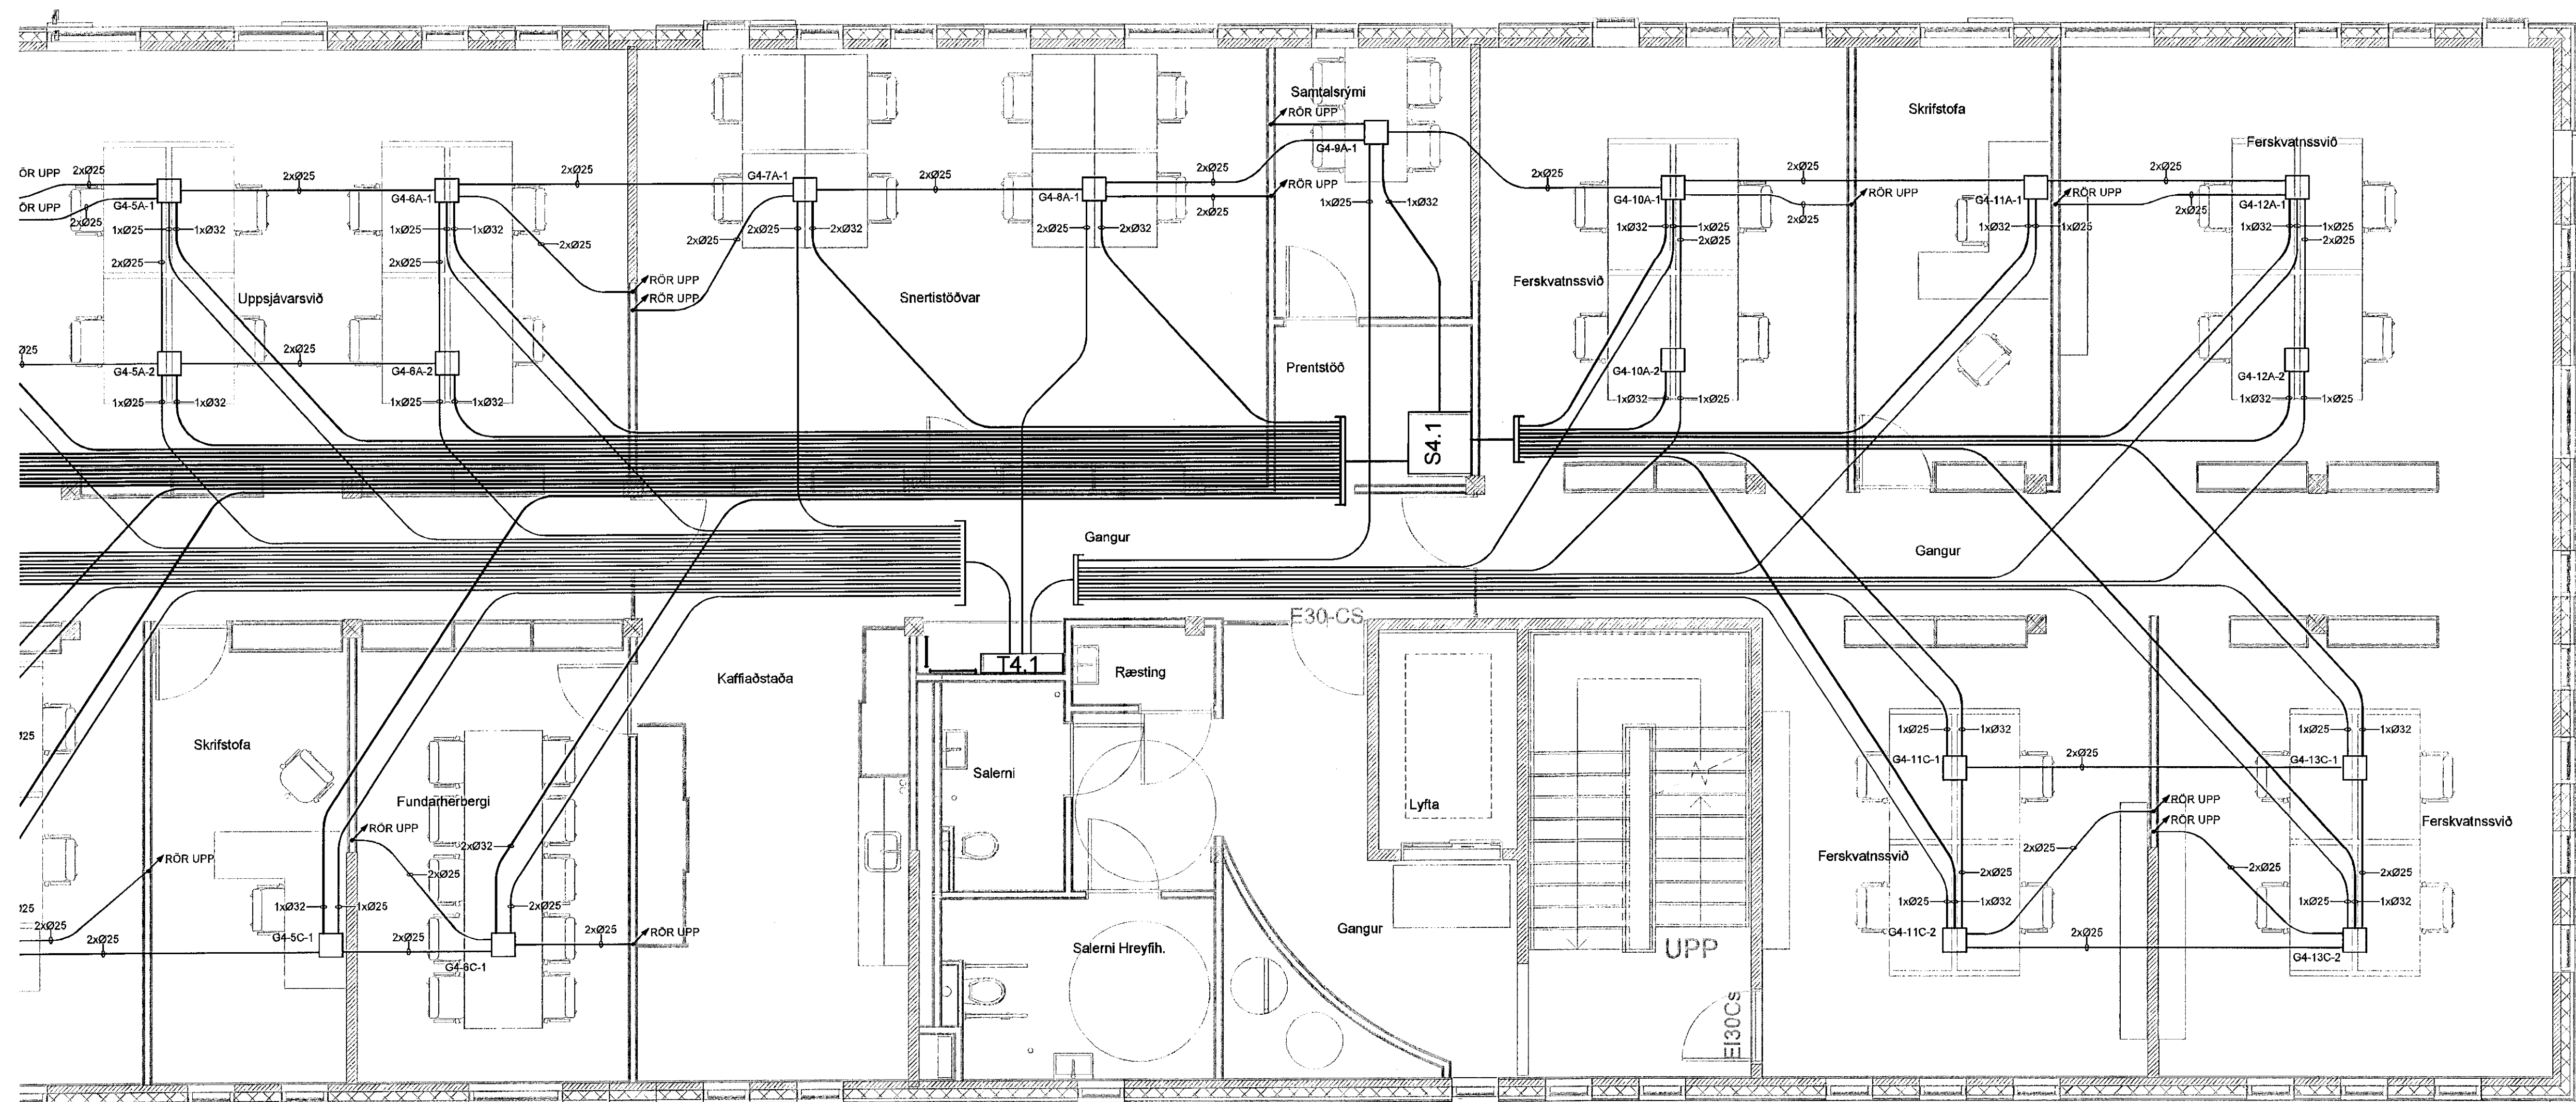 Samtalsrými
RÖR UPP
G4-9A-1
Skrifstofa
Ferskvatnssvið
ÖR UPP
2xØ25
2xØ25
2xØ25
G4-7A-1
2xØ25
2xØ25
RÖR UPP
2xØ25
2xØ25
RÖR UPP
2xØ25
G4-5A-1
G4-6A-1
G4-8A-1
G4-10A-1
G4-11A-1
G4-12A-1
ÖR UPP
2xØ25
2xØ25
2xØ25
2xØ25
1xØ25
1xØ32
1xØ25
1xØ32
1xØ25
1xØ32
2xØ25
2xØ32
2xØ25
2xØ32
1xØ32
1xØ25
1xØ32
1xØ25
1xØ32
1xØ25
2xØ25
2xØ25
2xØ25
2xØ25
2xØ25
2xØ25
RÖR UPP
RÖR UPP
Uppsjávarsvið
Snertistöðvar
Ferskvatnssvið
Ø25
2xØ25
G4-5A-2
G4-6A-2
Prentstöð
G4-10A-2
G4-12A-2
1xØ25
1xØ32
1xØ25
1xØ32
1xØ32
1xØ25
1xØ32
1xØ25
S4.1
Gangur
Gangur
E30-CS
T4.1
Kaffiaðstaða
Ræsting
Skrifstofa
Salerni
Lyfta
1xØ25
1xØ32
1xØ25
1xØ32
G4-11C-1
2xØ25
G4-13C-1
Fundarherbergi
RÖR UPP
RÖR UPP
RÖR UPP
Ferskvatnssvið
RÖR UPP
2xØ32
2xØ25
2xØ25
Ferskvatnssvið
2xØ25
2xØ25
2xØ25
1xØ32
1xØ25
2xØ25
1xØ25
1xØ32
1xØ25
1xØ32
2xØ25
2xØ25
G4-5C-1
2xØ25
G4-6C-1
2xØ25
RÖR UPP
Gangur
Salerni Hreyfih.
UPP
G4-11C-2
2xØ25
G4-13C-2
EI30Cs